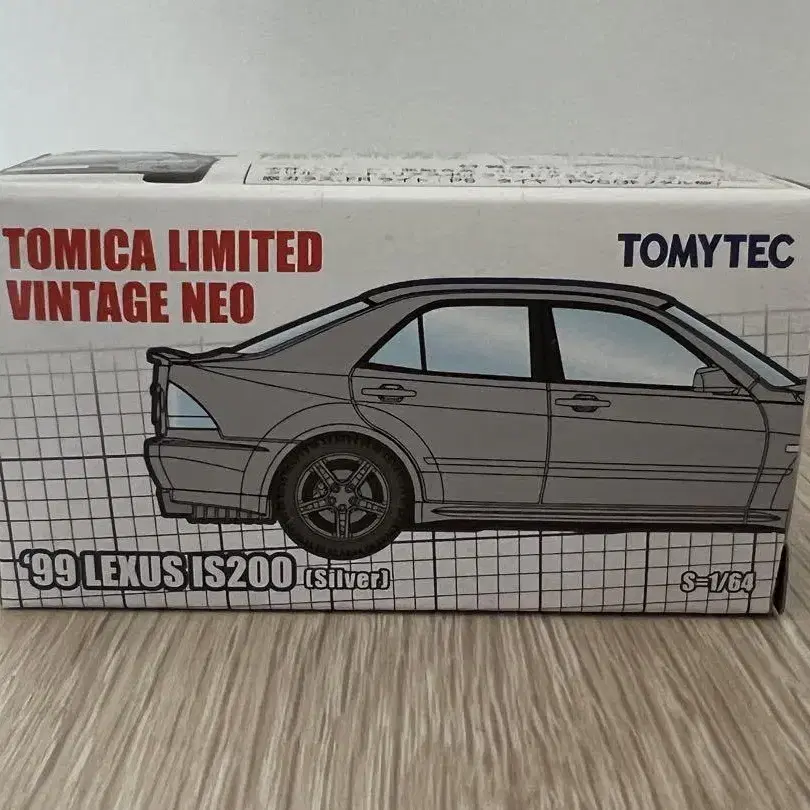 TOMICA LIMITED
VINTAGE NEO
TOMYTEC
'99 LEXUS IS200 (Silver)
S=1/64